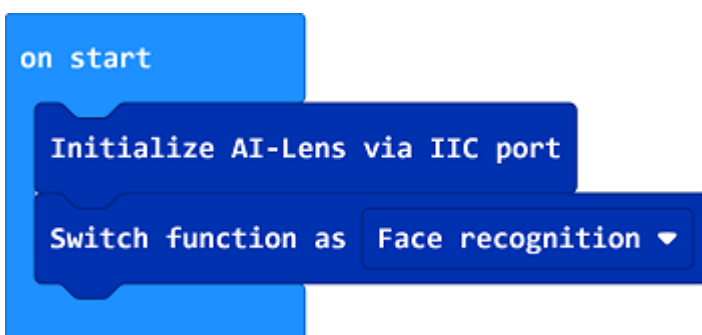 on start
Initialize AI-Lens via IIC port
Switch function as Face recognition